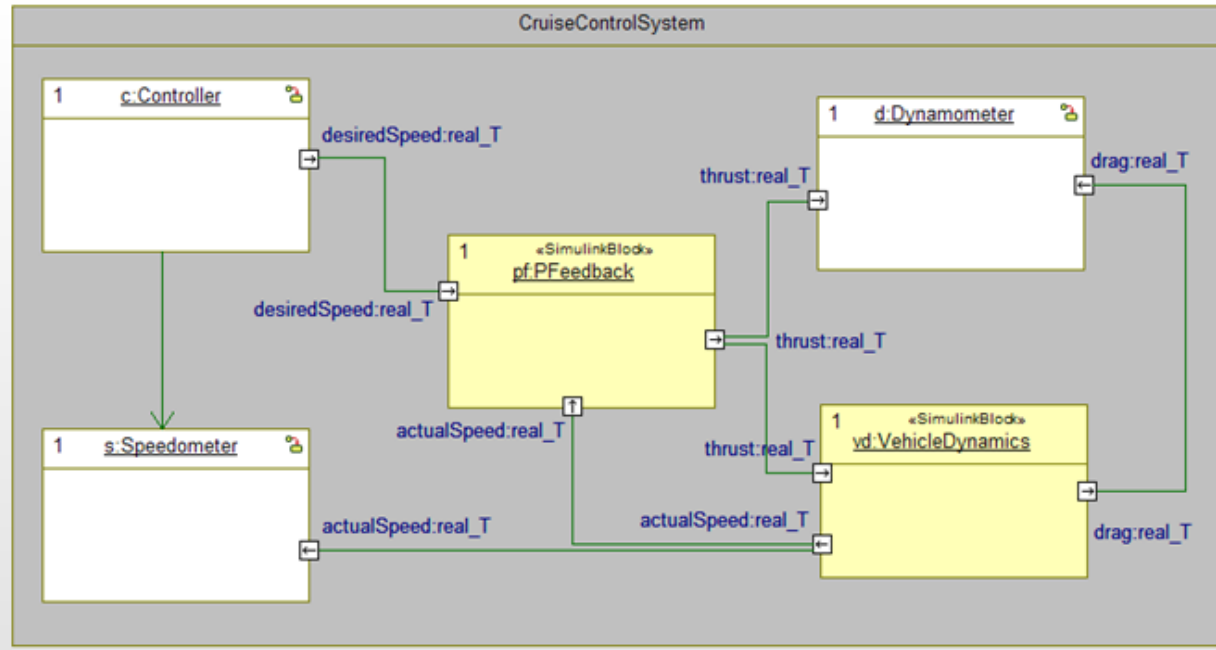 CruiseControlSystem
1 c:Controller
desiredSpeed:real_T
1 d:Dynamometer
drag:real_T
thrust:real_T
1 «SimulinkBlock»
pf:PFeedback
desiredSpeed:real_T
thrust:real_T
actualSpeed:real_T
1 «SimulinkBlock»
vd:VehicleDynamics
thrust:real_T
1 s:Speedometer
actualSpeed:real_T
actualSpeed:real_T
drag:real_T